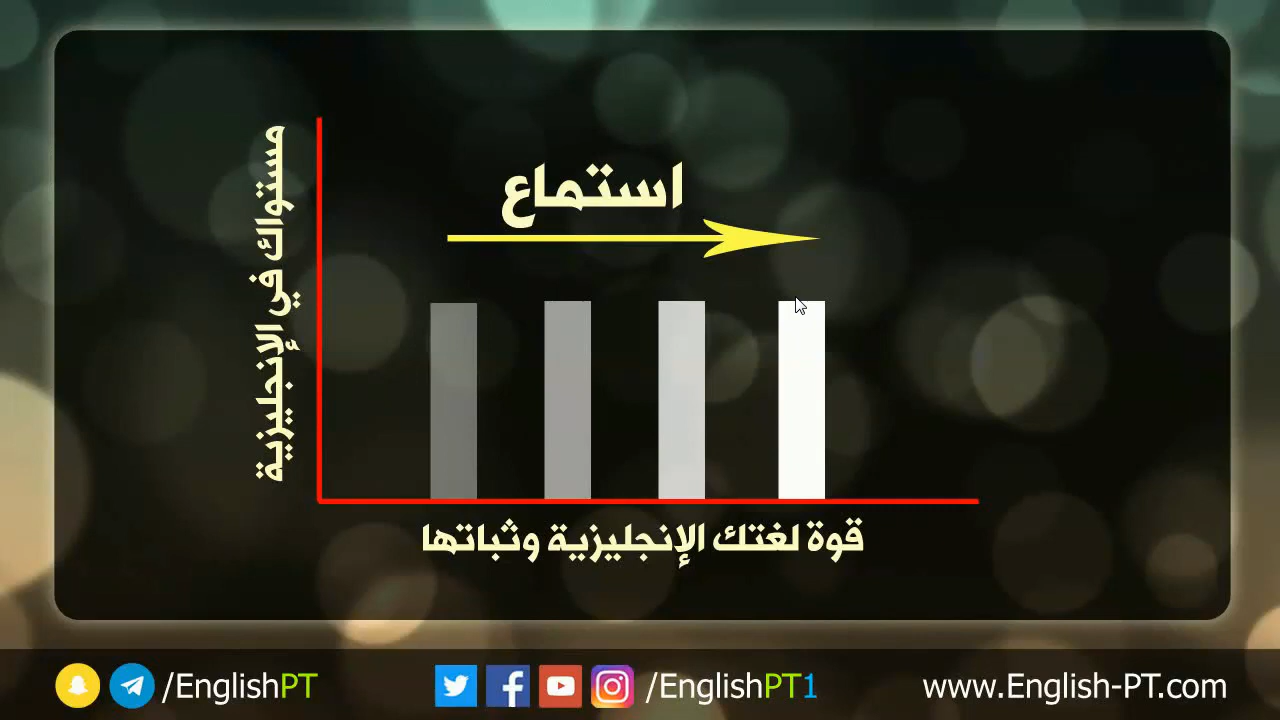 استماع
مستواك في الإنجليزية
قوة لغتك الإنجليزية وثباتها
/EnglishPT
/EnglishPT1
www.English-PT.com